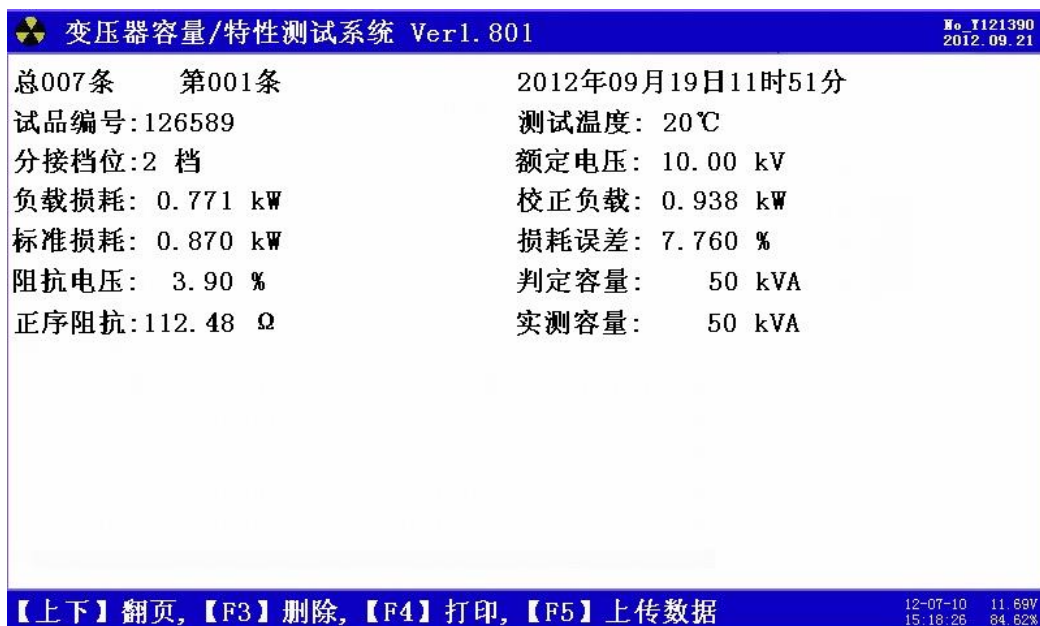 变压器容量/特性测试系统 Ver1.801
No_Y121390
2012.09.21
总007条 第001条 2012年09月19日11时51分
试品编号:126589 测试温度: 20℃
分接档位:2 档 额定电压: 10.00 kV
负载损耗: 0.771 kW 校正负载: 0.938 kW
标准损耗: 0.870 kW 损耗误差: 7.760 %
阻抗电压: 3.90 % 判定容量: 50 kVA
正序阻抗:112.48 Ω 实测容量: 50 kVA
【上下】翻页,【F3】删除,【F4】打印,【F5】上传数据
12-07-10 11.69V
15:18:26 84.62%